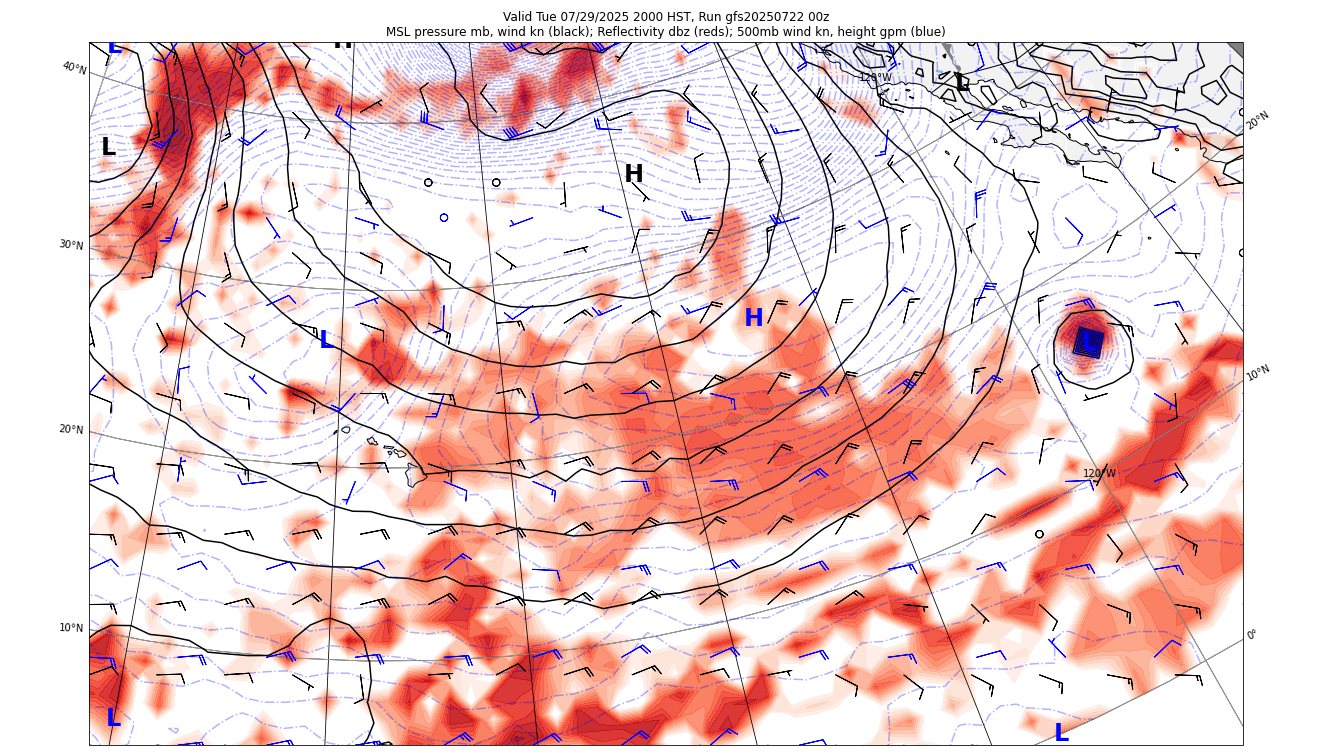 Valid Tue 07/29/2025 2000 HST, Run gfs20250722 00z
MSL pressure mb, wind kn (black); Reflectivity dbz (reds); 500mb wind kn, height gpm (blue)
L
H
40°N
120°W
L
20°N
L
H
30°N
H
L
L
10°N
20°N
120°W
10°N
0°
L
L